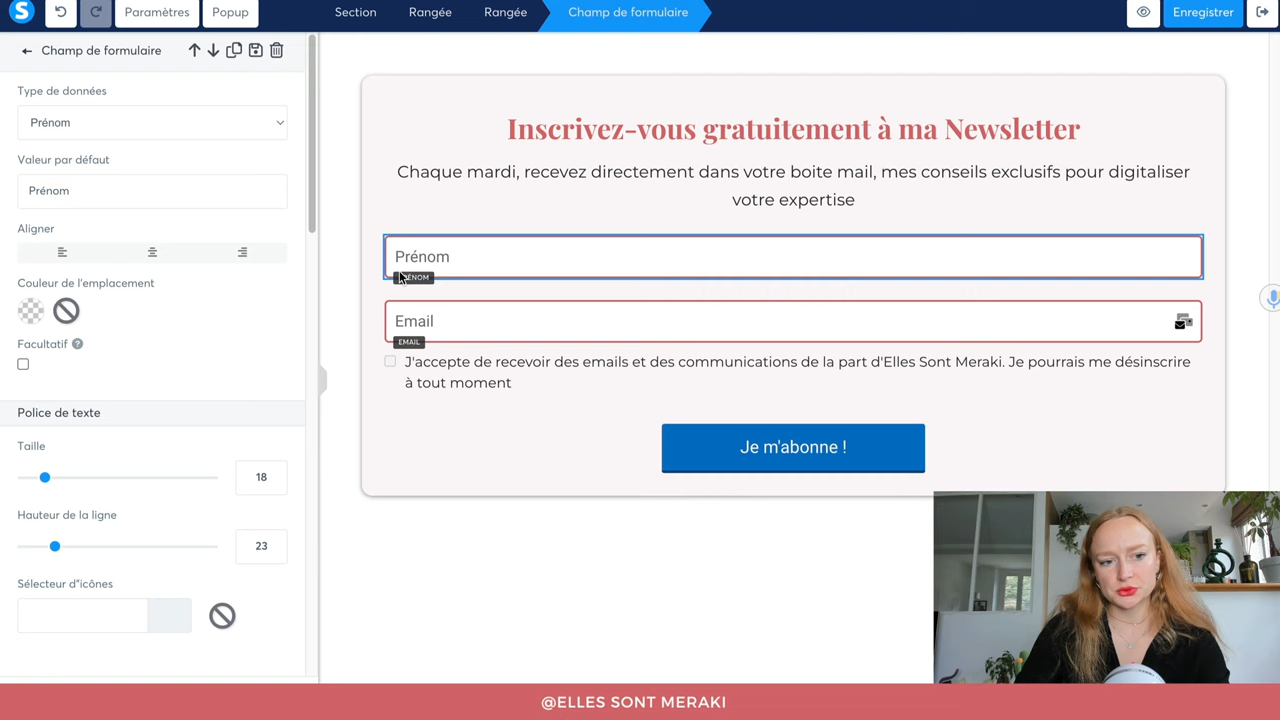 S
Paramètres
Popup
Section
Rangée
Rangée
Champ de formulaire
Enregistrer
Champ de formulaire
Type de données
Prénom
Valeur par défaut
Prénom
Aligner
Couleur de l'emplacement
Facultatif ?
Police de texte
Taille
18
Hauteur de la ligne
23
Sélecteur d"icônes
Inscrivez-vous gratuitement à ma Newsletter
Chaque mardi, recevez directement dans votre boite mail, mes conseils exclusifs pour digitaliser
votre expertise
Prénom
PRÉNOM
Email
EMAIL
J'accepte de recevoir des emails et des communications de la part d'Elles Sont Meraki. Je pourrais me désinscrire
à tout moment
Je m'abonne !
@ELLES SONT MERAKI